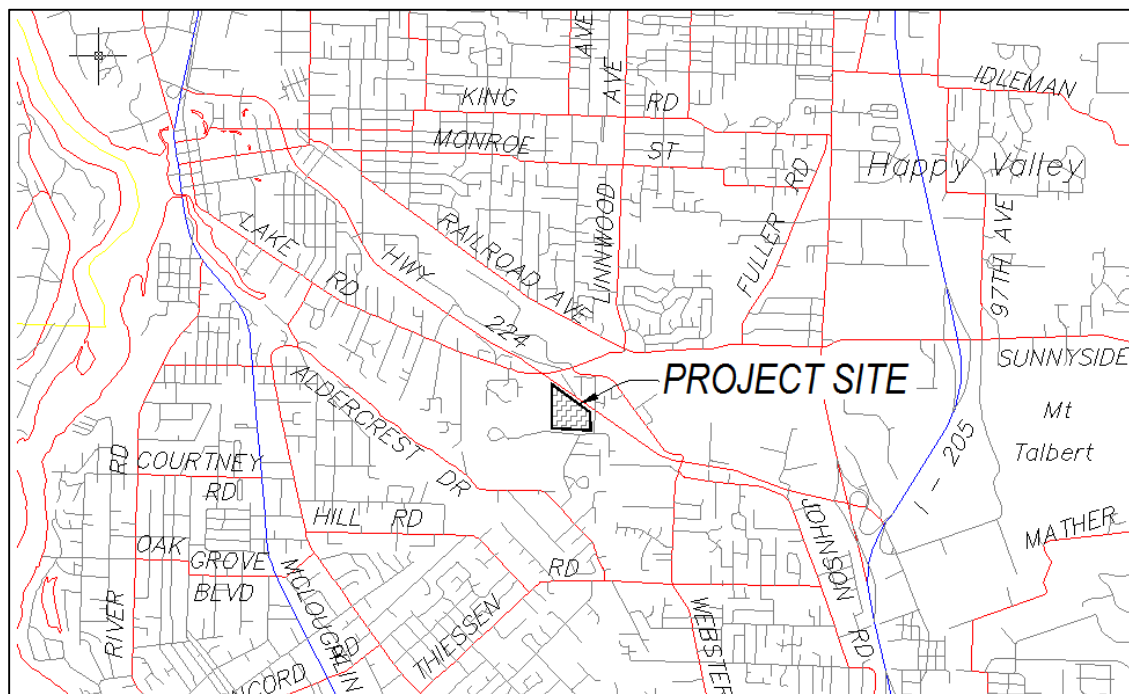 AVE
AVE
IDLEMAN
KING RD
MONROE ST
Happy Valley
RD
FULLER
LINNWOOD
97TH AVE
LAKE RD
HWY
224
RAILROAD AVE
SUNNYSIDE
PROJECT SITE
Mt
Talbert
ALDERCREST DR
I - 205
RD
COURTNEY
RD
HILL RD
MATHER
OAK
GROVE
BLVD
RIVER
MCLOUGHLIN
RD
THIESSEN
RD
WEBSTER
JOHNSON
RD
NCORD